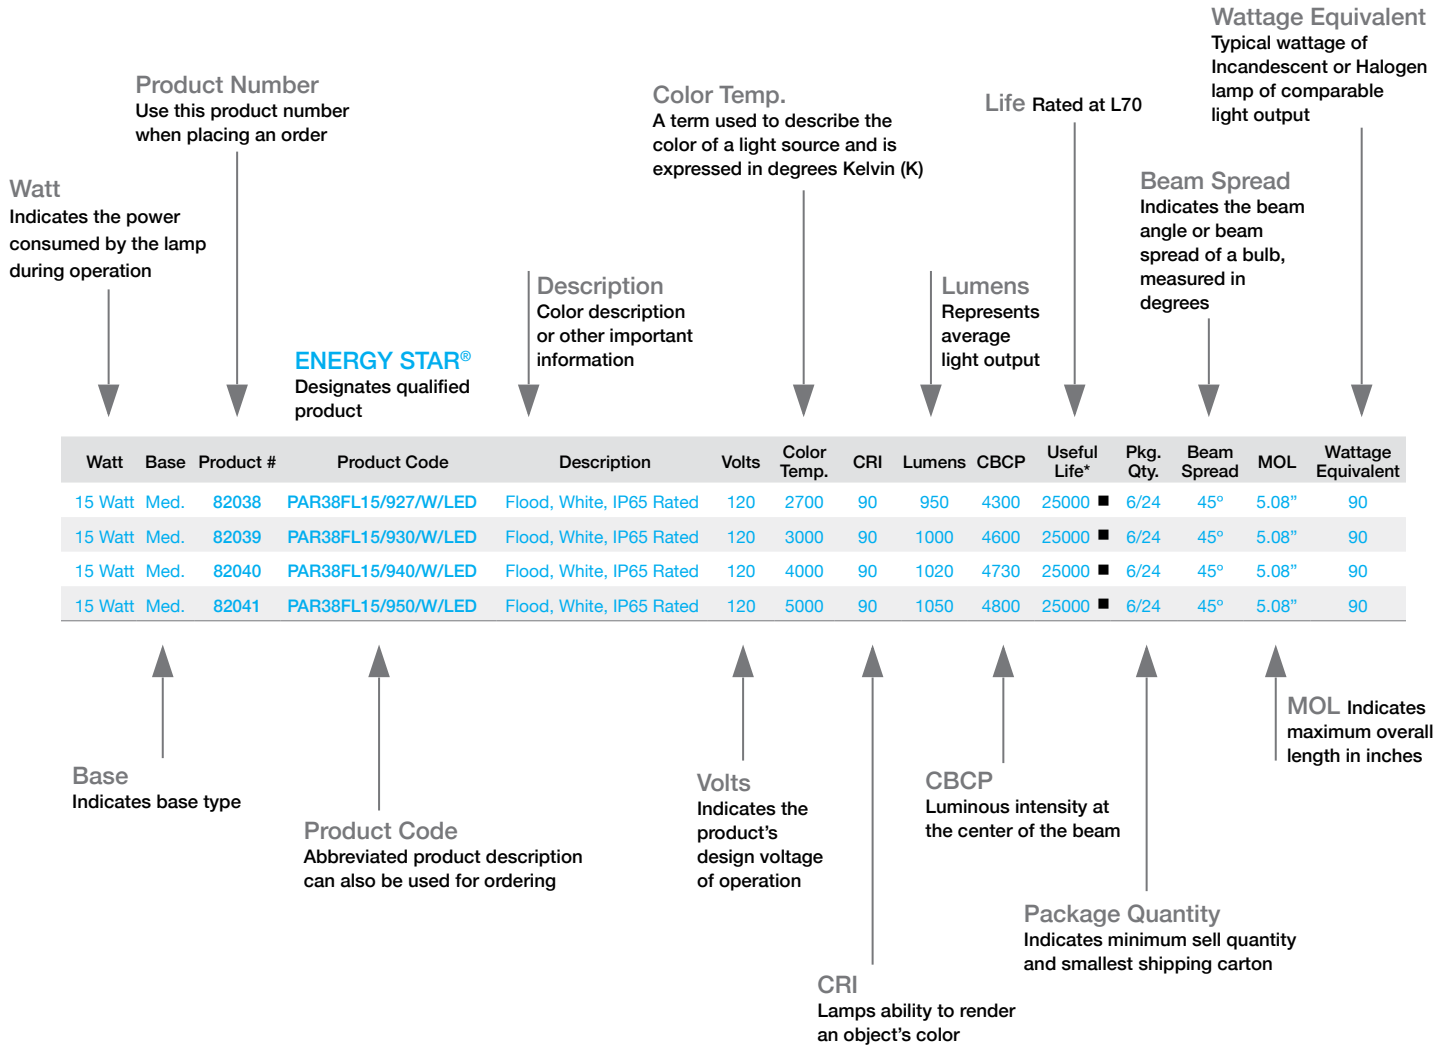 Wattage Equivalent
Typical wattage of
Incandescent or Halogen
lamp of comparable
light output
Product Number
Use this product number
when placing an order
Color Temp.
A term used to describe the
color of a light source and is
expressed in degrees Kelvin (K)
Life Rated at L70
Beam Spread
Indicates the beam
angle or beam
spread of a bulb,
measured in
degrees
Watt
Indicates the power
consumed by the lamp
during operation
Description
Color description
or other important
information
Lumens
Represents
average
light output
ENERGY STAR®
Designates qualified
product
Watt Base Product # Product Code Description Volts Color Temp. CRI Lumens CBCP Useful Life* Pkg. Qty. Beam Spread MOL Wattage Equivalent
15 Watt Med. 82038 PAR38FL15/927/W/LED Flood, White, IP65 Rated 120 2700 90 950 4300 25000 ■ 6/24 45º 5.08” 90
15 Watt Med. 82039 PAR38FL15/930/W/LED Flood, White, IP65 Rated 120 3000 90 1000 4600 25000 ■ 6/24 45º 5.08” 90
15 Watt Med. 82040 PAR38FL15/940/W/LED Flood, White, IP65 Rated 120 4000 90 1020 4730 25000 ■ 6/24 45º 5.08” 90
15 Watt Med. 82041 PAR38FL15/950/W/LED Flood, White, IP65 Rated 120 5000 90 1050 4800 25000 ■ 6/24 45º 5.08” 90
MOL Indicates
maximum overall
length in inches
Base
Indicates base type
Volts
Indicates the
product’s
design voltage
of operation
CBCP
Luminous intensity at
the center of the beam
Product Code
Abbreviated product description
can also be used for ordering
Package Quantity
Indicates minimum sell quantity
and smallest shipping carton
CRI
Lamps ability to render
an object’s color